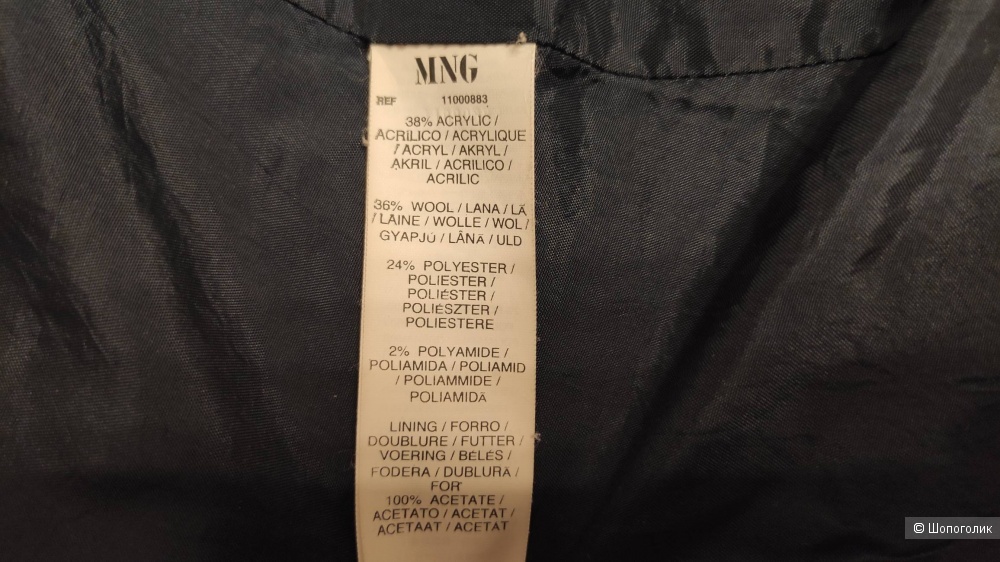 MNG
REF 11000883
38% ACRYLIC /
ACRILICO / ACRYLIQUE
/ ACRYL / AKRYL /
AKRIL / ACRILICO /
ACRILIC
36% WOOL / LANA / LÃ
/ LAINE / WOLLE / WOL /
GYAPJÚ / LÂNĂ / ULD
24% POLYESTER /
POLIESTER /
POLIÉSTER /
POLIÉSZTER /
POLIESTERE
2% POLYAMIDE /
POLIAMIDA / POLIAMID
/ POLIAMMIDE /
POLIAMIDĂ
LINING / FORRO /
DOUBLURE / FUTTER /
VOERING / BÉLÉS /
FODERA / DUBLURĂ /
FOR
100% ACETATE /
ACETATO / ACETAT /
ACETAAT / ACETÁT
© Шопоголик